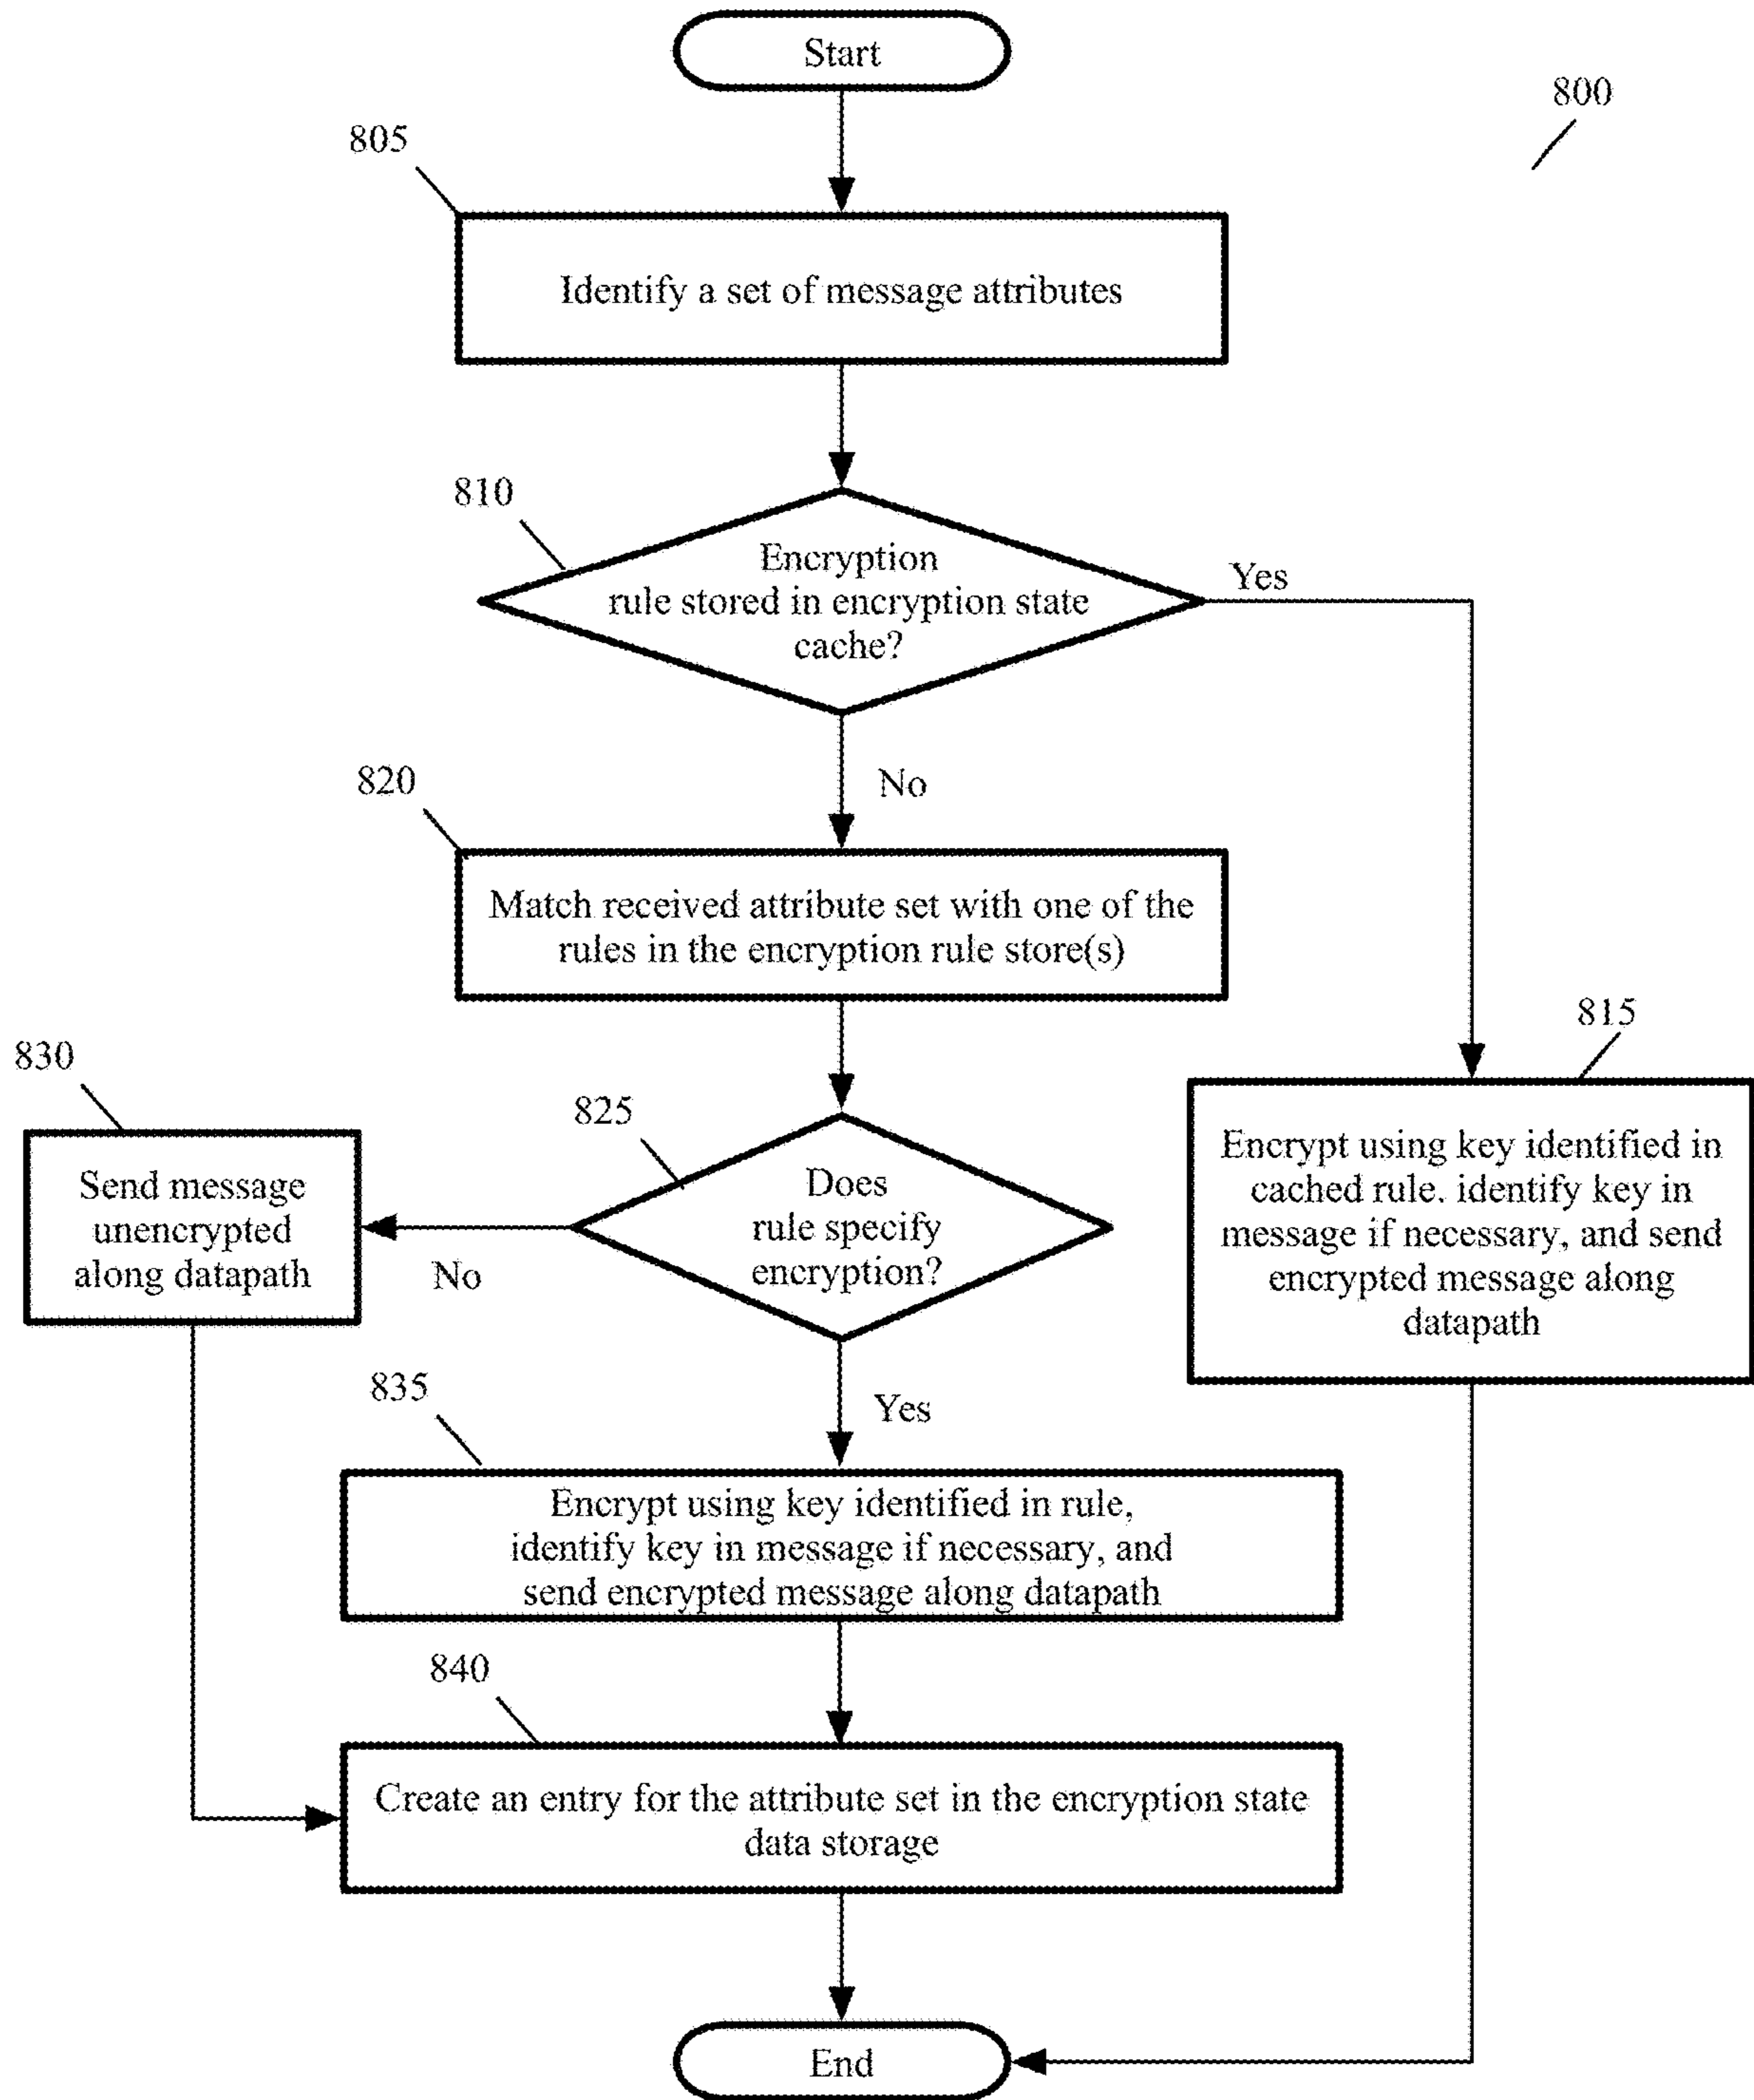 Start
800
805
Identify a set of message attributes
810
Encryption
rule stored in encryption state
cache?
Yes
No
820
Match received attribute set with one of the
rules in the encryption rule store(s)
815
Encrypt using key identified in
cached rule. identify key in
message if necessary, and send
encrypted message along
datapath
830
Send message
unencrypted
along datapath
825
Does
rule specify
encryption?
No
Yes
835
Encrypt using key identified in rule,
identify key in message if necessary, and
send encrypted message along datapath
840
Create an entry for the attribute set in the encryption state
data storage
End